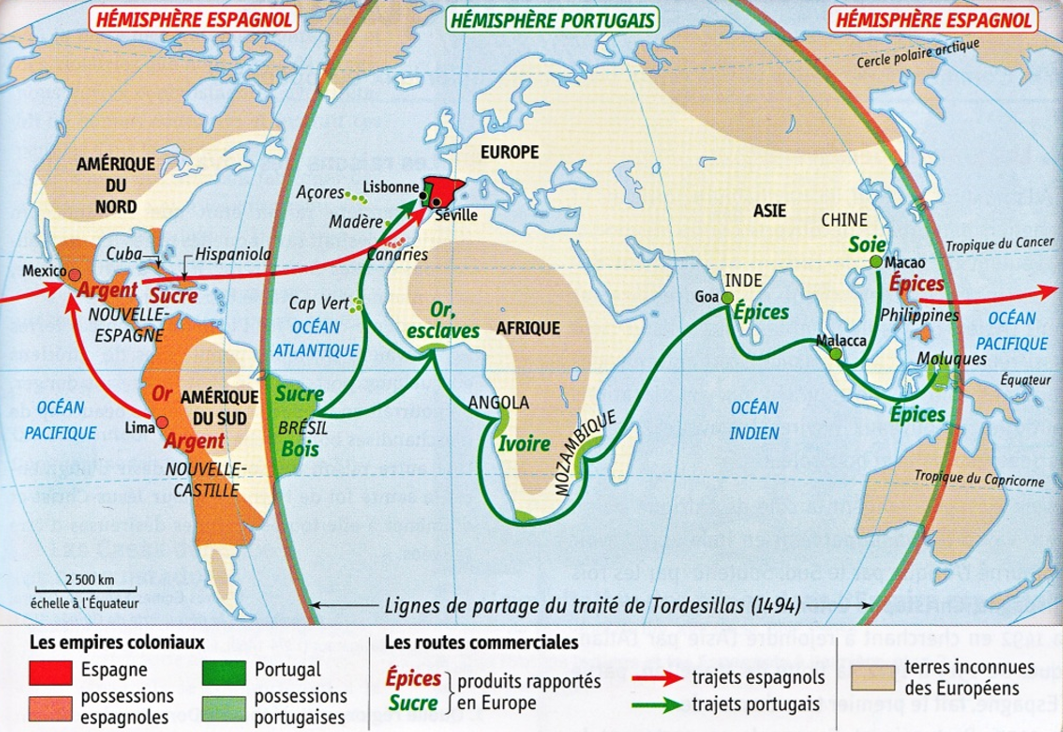 HÉMISPHÈRE ESPAGNOL
HÉMISPHÈRE PORTUGAIS
HÉMISPHÈRE ESPAGNOL
Cercle polaire arctique
AMÉRIQUE
DU
NORD
EUROPE
ASIE
Açores
Lisbonne
Séville
Madère
Canaries
CHINE
Soie
Macao
Tropique du Cancer
Cuba
Hispaniola
Mexico
Argent
Sucre
NOUVELLE-
ESPAGNE
Cap Vert
OCÉAN
ATLANTIQUE
Or,
esclaves
AFRIQUE
INDE
Goa
Épices
Épices
Philippines
OCÉAN
PACIFIQUE
Malacca
Moluques
Équateur
Épices
Or
AMÉRIQUE
DU SUD
Lima
Argent
OCÉAN
PACIFIQUE
NOUVELLE-
CASTILLE
Sucre
BRÉSIL
Bois
ANGOLA
Ivoire
MOZAMBIQUE
OCÉAN
INDIEN
Tropique du Capricorne
2 500 km
échelle à l'Équateur
Lignes de partage du traité de Tordesillas (1494)
Les empires coloniaux
Espagne
Portugal
possessions
espagnoles
possessions
portugaises
Les routes commerciales
Épices
Sucre
produits rapportés
en Europe
trajets espagnols
trajets portugais
terres inconnues
des Européens